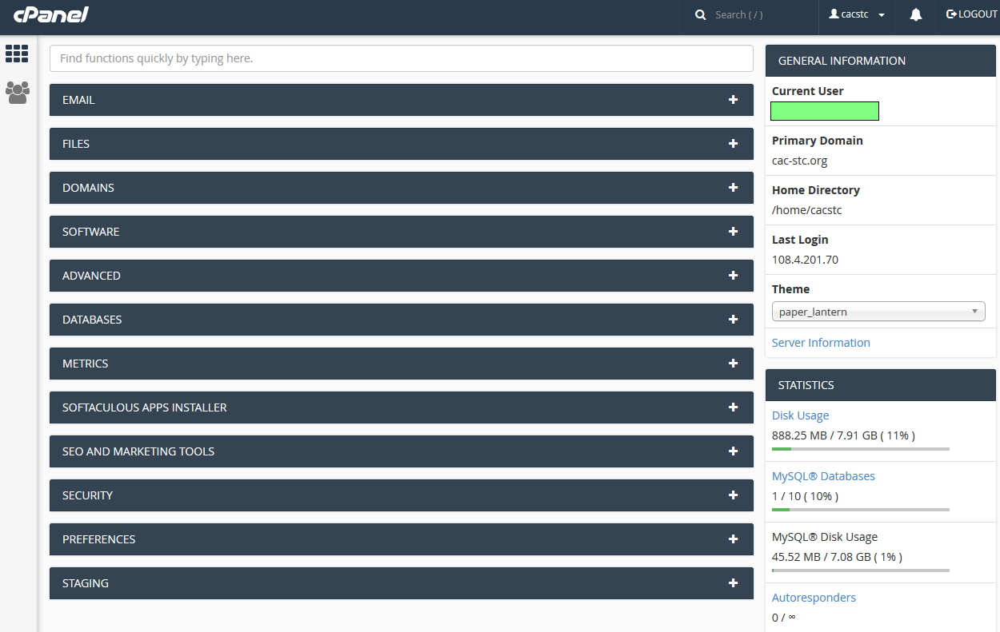 cPanel
Search ( / )
cacstc
LOGOUT
Find functions quickly by typing here.
EMAIL
FILES
DOMAINS
SOFTWARE
ADVANCED
DATABASES
METRICS
SOFTACULOUS APPS INSTALLER
SEO AND MARKETING TOOLS
SECURITY
PREFERENCES
STAGING
GENERAL INFORMATION
Current User
Primary Domain
cac-stc.org
Home Directory
/home/cacstc
Last Login
108.4.201.70
Theme
paper_lantern
Server Information
STATISTICS
Disk Usage
888.25 MB / 7.91 GB ( 11% )
MySQL® Databases
1 / 10 ( 10% )
MySQL® Disk Usage
45.52 MB / 7.08 GB ( 1% )
Autoresponders
0 / ∞